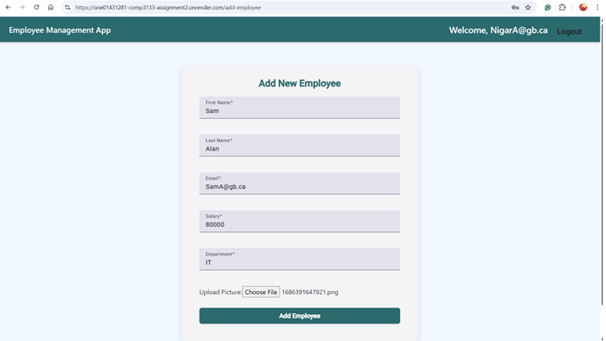 https://one01431281-comp3133-assignment2.onrender.com/add-employee
Employee Management App
Welcome, NigarA@gb.ca Logout
Add New Employee
First Name*
Sam
Last Name*
Alan
Email*
SamA@gb.ca
Salary*
80000
Department*
IT
Upload Picture: Choose File 1686391647921.png
Add Employee